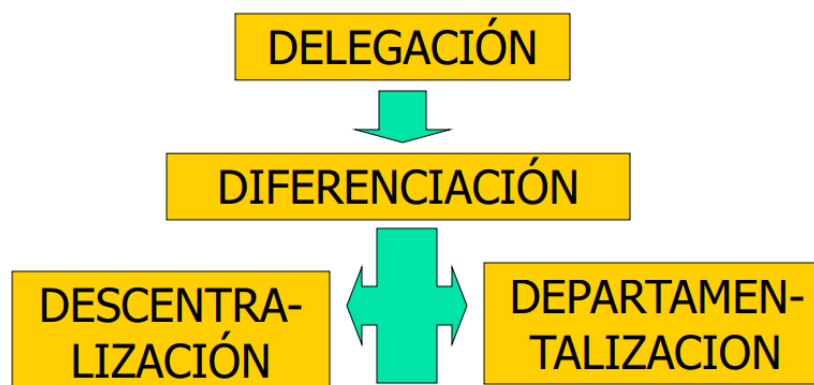 DELEGACIÓN
DIFERENCIACIÓN
DESCENTRA-
LIZACIÓN
DEPARTAMEN-
TALIZACION